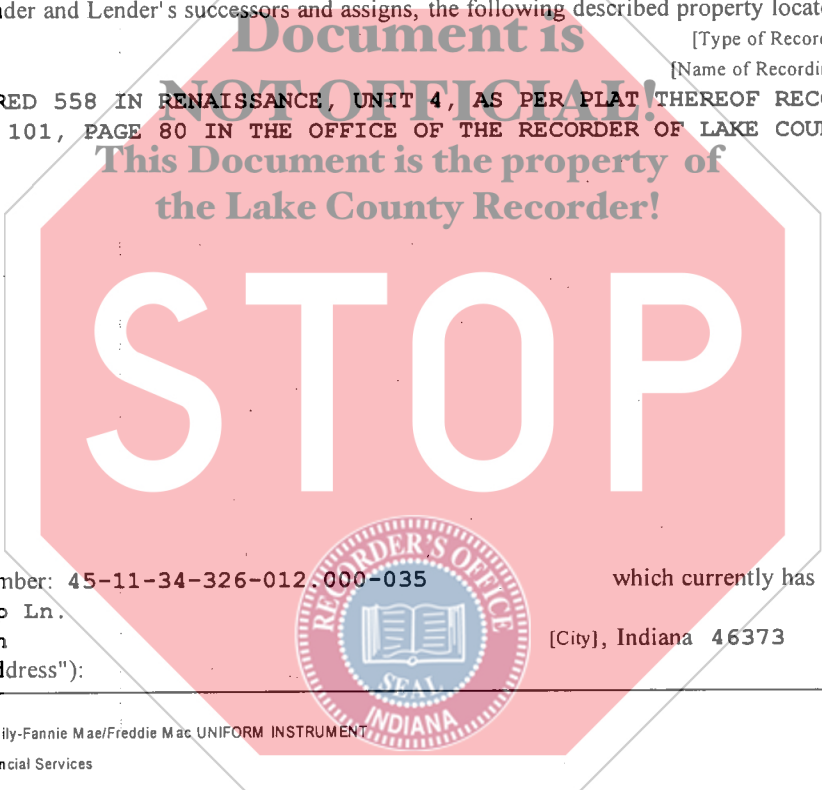 nder and Lender's successors and assigns, the following described property locate
Document is
[Type of Record
[Name of Recordin
NOT OFFICIAL!
RED 558 IN RENAISSANCE, UNIT 4, AS PER PLAT THEREOF RECO
101, PAGE 80 IN THE OFFICE OF THE RECORDER OF LAKE COUN
This Document is the property of
the Lake County Recorder!
STOP
mber: 45-11-34-326-012.000-035 which currently has
o Ln.
n [City], Indiana 46373
ddress"):
RECORDER'S OFFICE
SEAL
INDIANA
ily-Fannie Mae/Freddie Mac UNIFORM INSTRUMENT
ncial Services